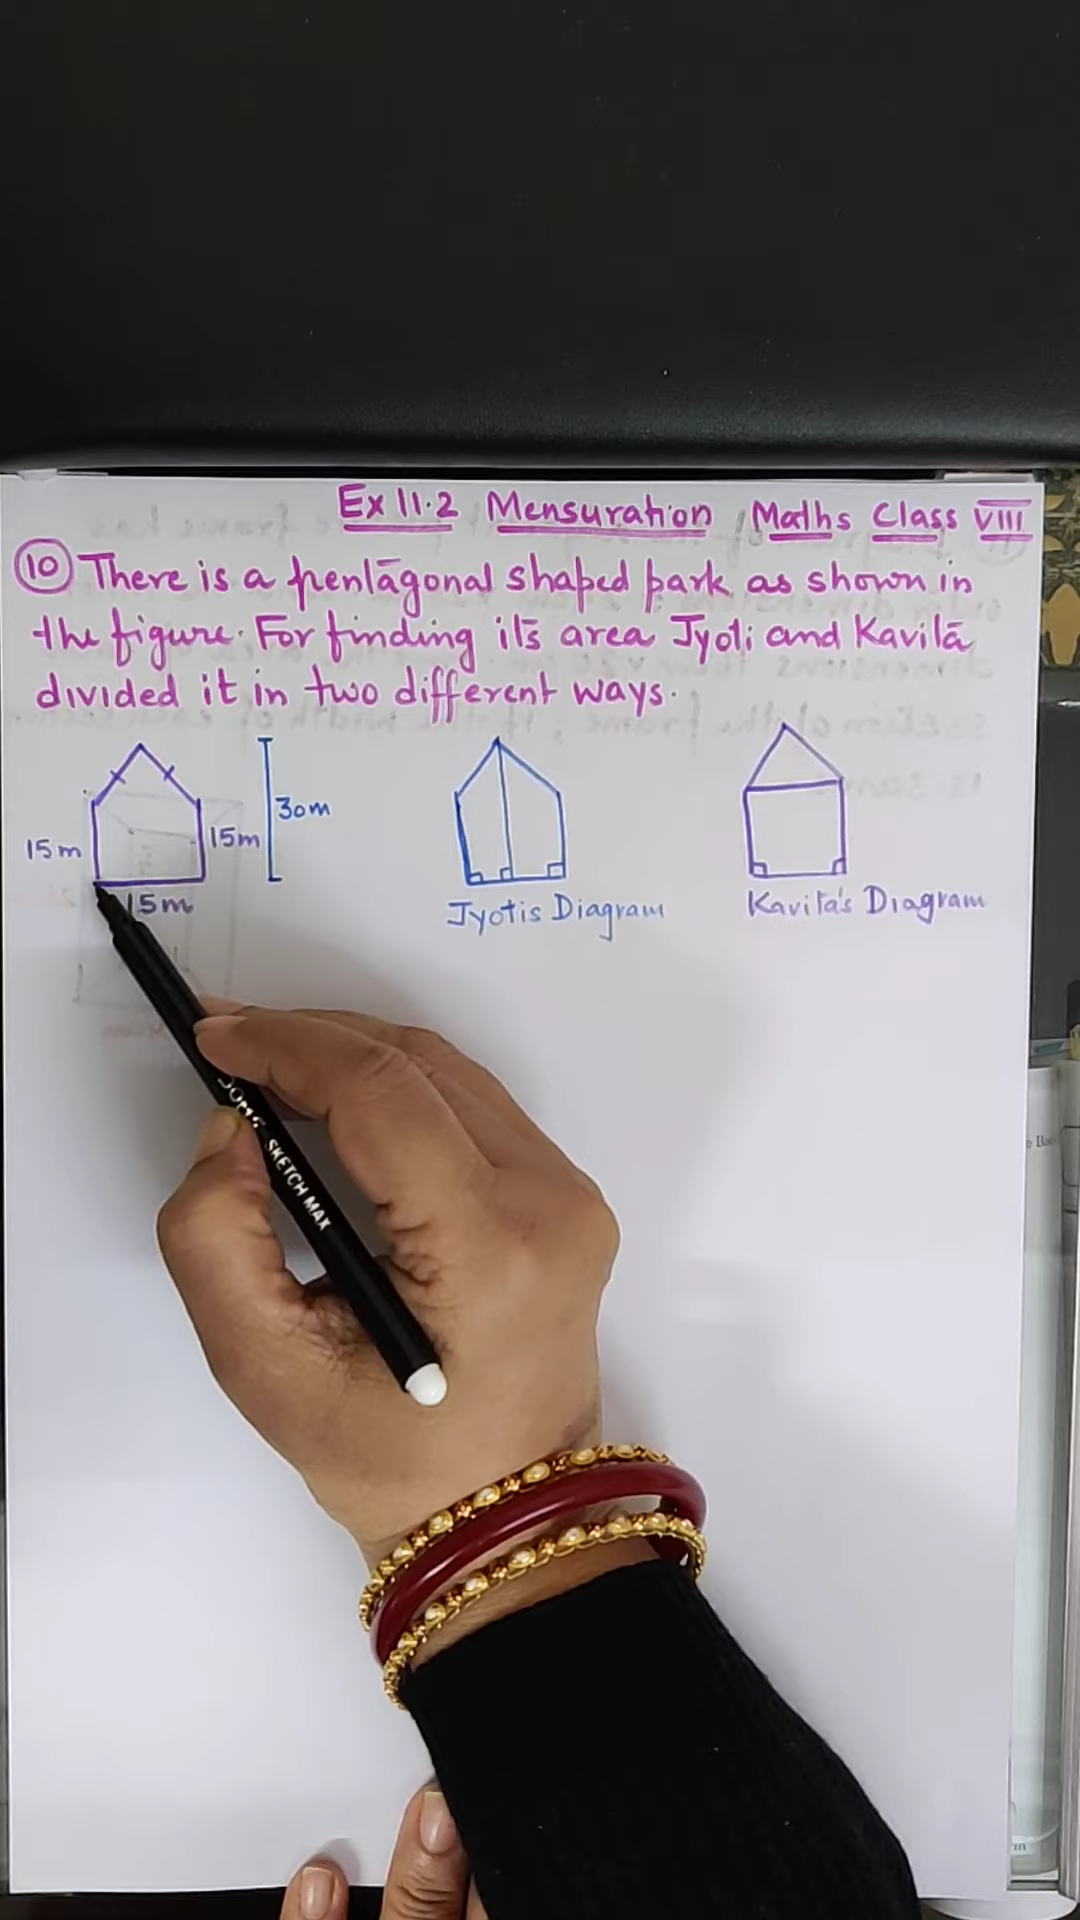 Ex 11.2 Mensuration Maths Class VIII
10 There is a pentagonal shaped park as shown in
the figure. For finding its area Jyoti and Kavita
divided it in two different ways.
30m
15m
15m
15m
Jyotis Diagram
Kavita's Diagram
SKETCH MAX